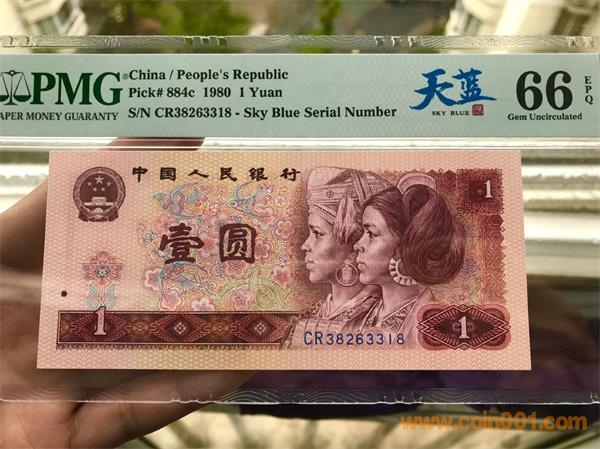 PMG
PAPER MONEY GUARANTY
China / People's Republic
Pick# 884c 1980 1 Yuan
S/N CR38263318 - Sky Blue Serial Number
天蓝
SKY BLUE
66
EPQ
Gem Uncirculated
中国人民银行
1
壹圆
1
CR38263318
1
www.coin001.com